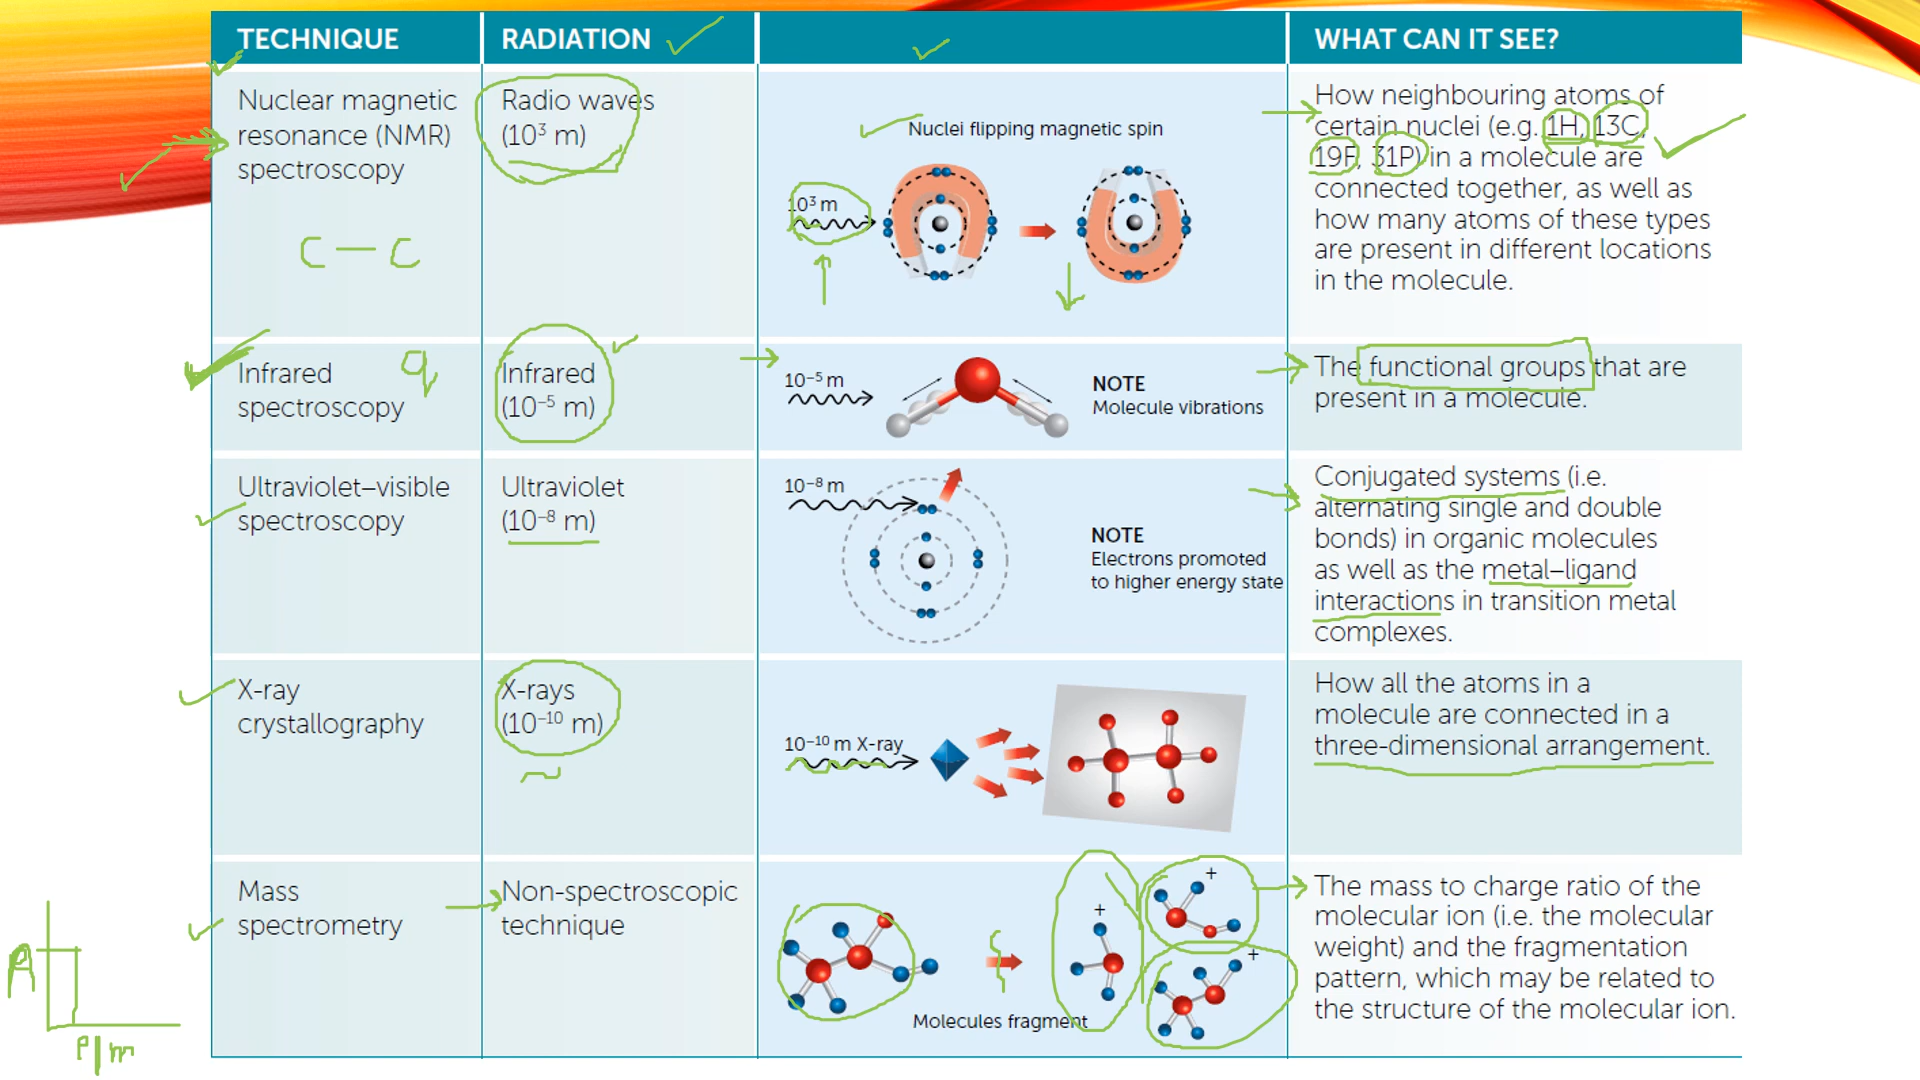 TECHNIQUE
RADIATION
WHAT CAN IT SEE?
Nuclear magnetic
resonance (NMR)
spectroscopy
C — C
Radio waves
(10³ m)
Nuclei flipping magnetic spin
10³ m
How neighbouring atoms of
certain nuclei (e.g. 1H, 13C,
19F, 31P) in a molecule are
connected together, as well as
how many atoms of these types
are present in different locations
in the molecule.
Infrared
spectroscopy
Infrared
(10⁻⁵ m)
10⁻⁵ m
NOTE
Molecule vibrations
The functional groups that are
present in a molecule.
Ultraviolet–visible
spectroscopy
Ultraviolet
(10⁻⁸ m)
10⁻⁸ m
NOTE
Electrons promoted
to higher energy state
Conjugated systems (i.e.
alternating single and double
bonds) in organic molecules
as well as the metal–ligand
interactions in transition metal
complexes.
X-ray
crystallography
X-rays
(10⁻¹⁰ m)
10⁻¹⁰ m X-ray
How all the atoms in a
molecule are connected in a
three-dimensional arrangement.
Mass
spectrometry
Non-spectroscopic
technique
+
+
+
Molecules fragment
The mass to charge ratio of the
molecular ion (i.e. the molecular
weight) and the fragmentation
pattern, which may be related to
the structure of the molecular ion.
A
P/m